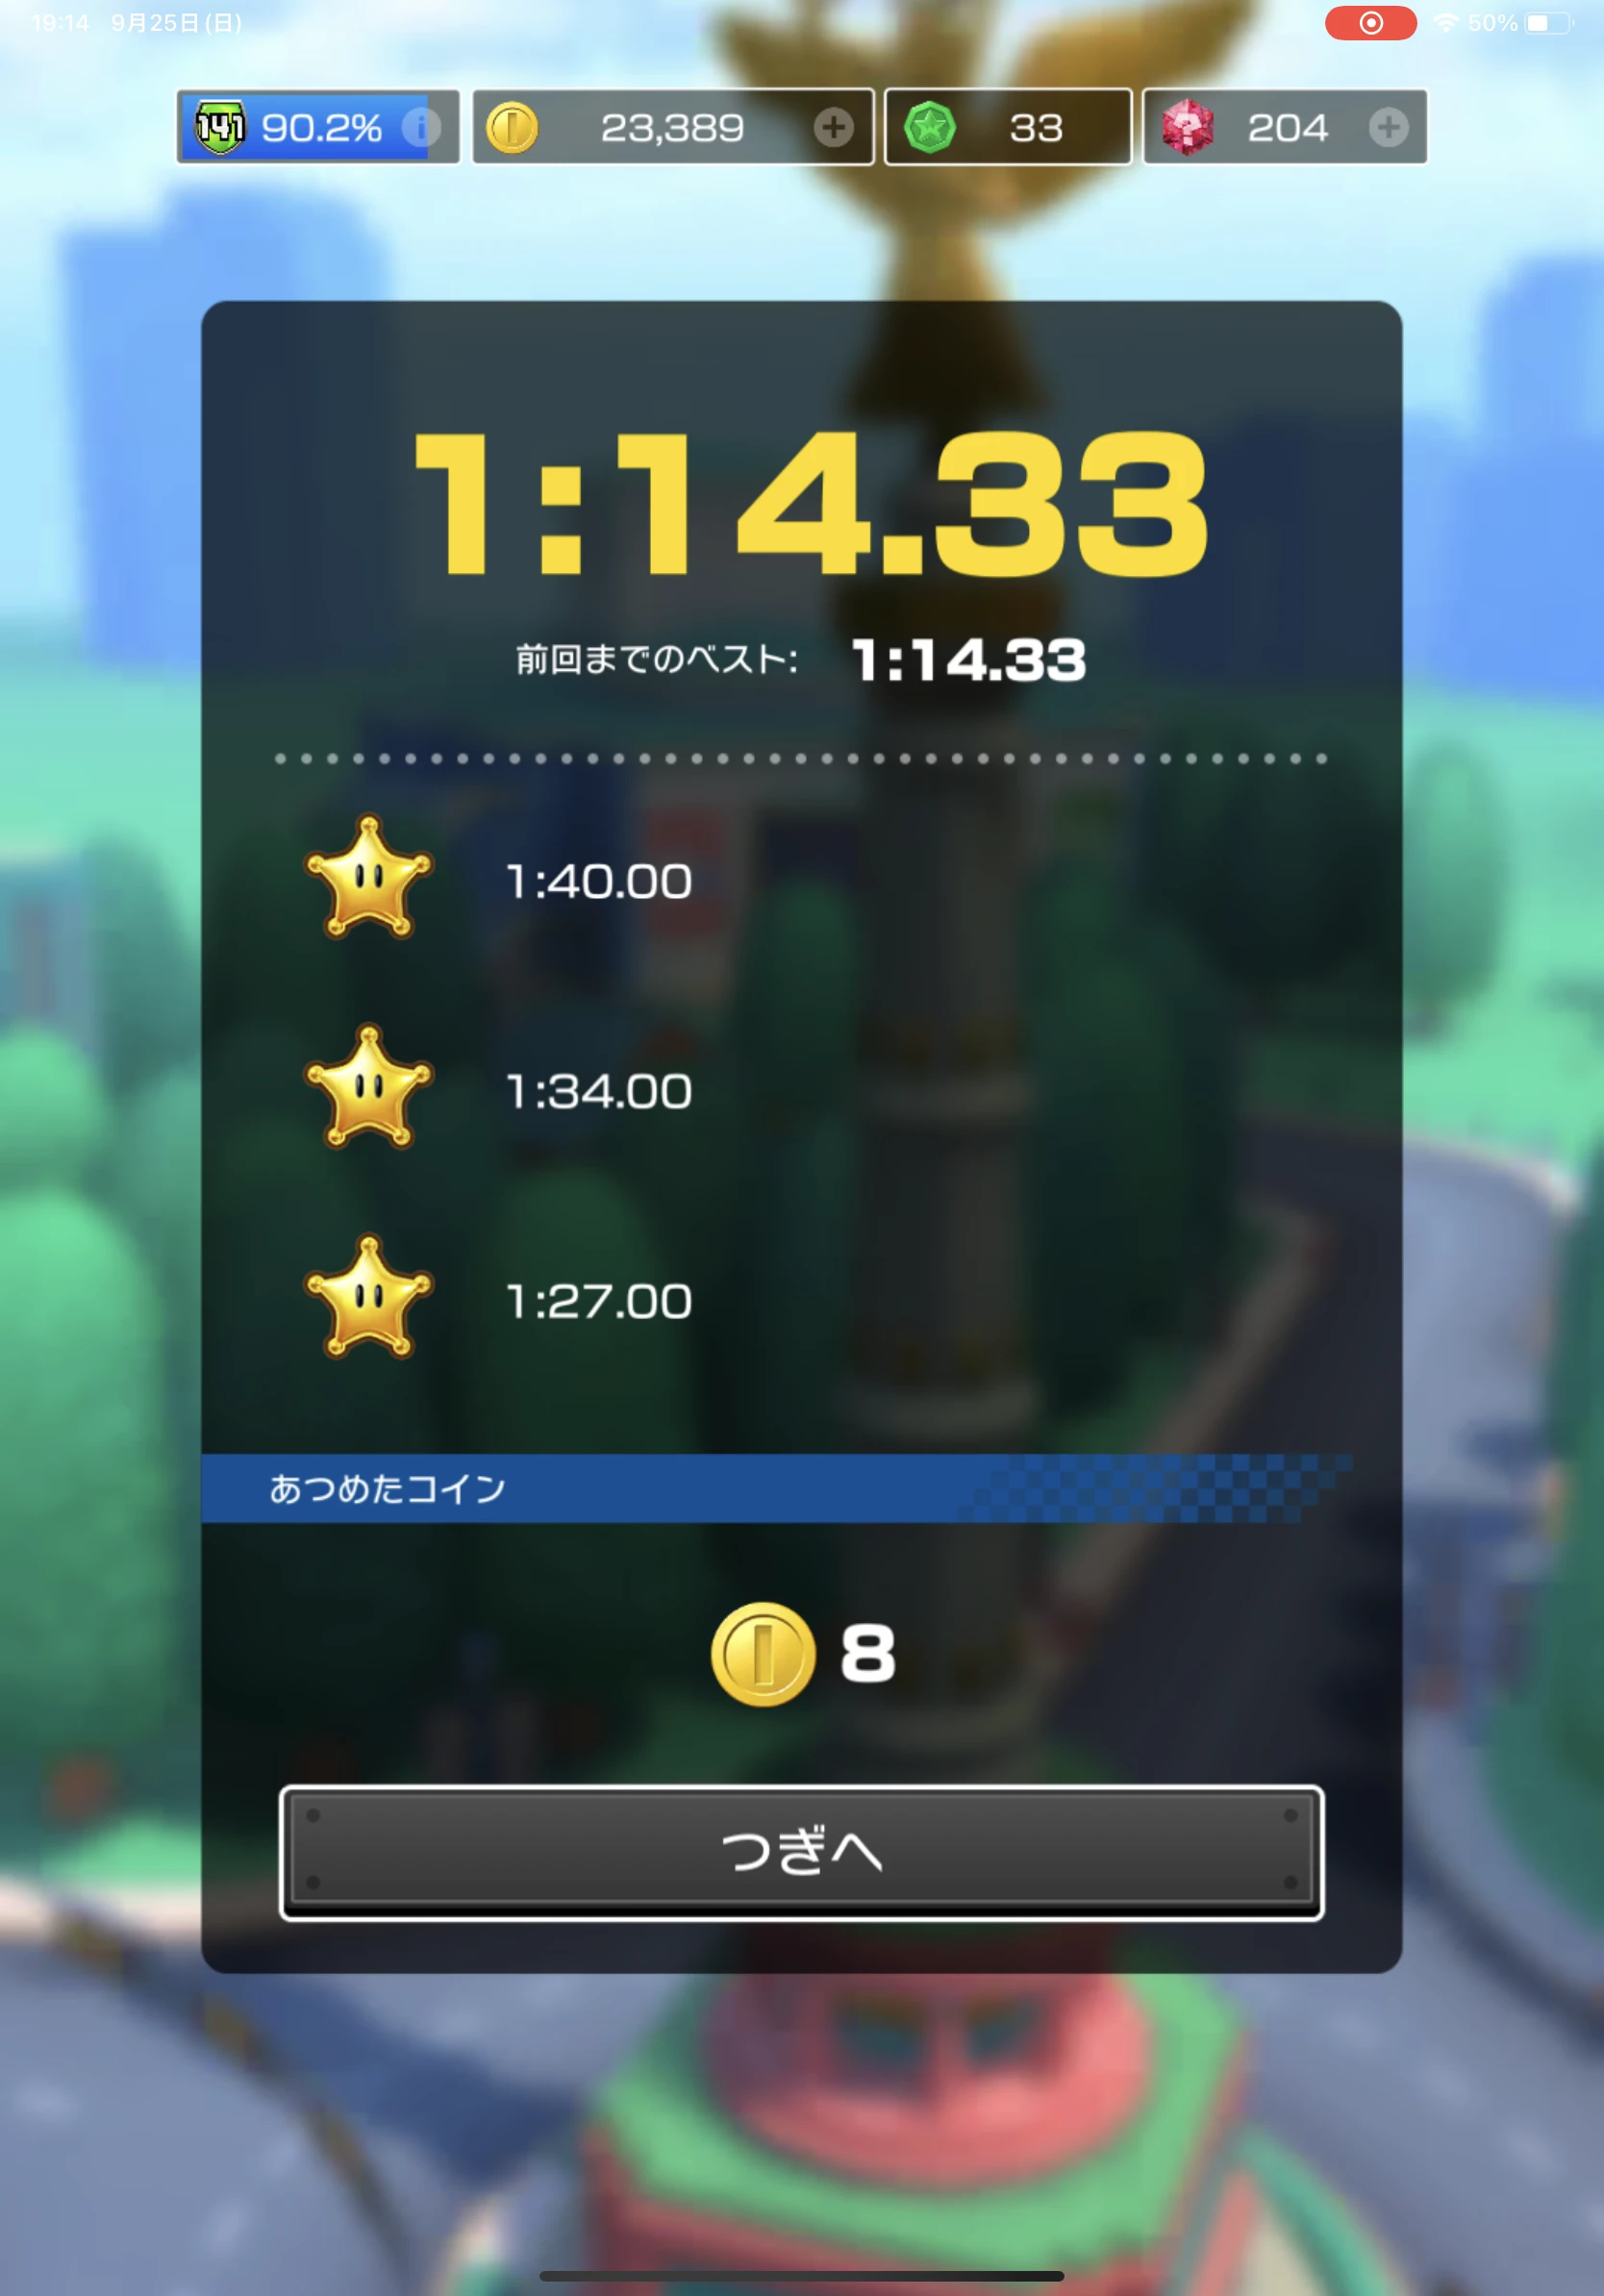 19:14 9月25日(日)
50%
141 90.2% i 23,389 + 33 ? 204 +
1:14.33
前回までのベスト: 1:14.33
1:40.00
1:34.00
1:27.00
あつめたコイン
8
つぎへ